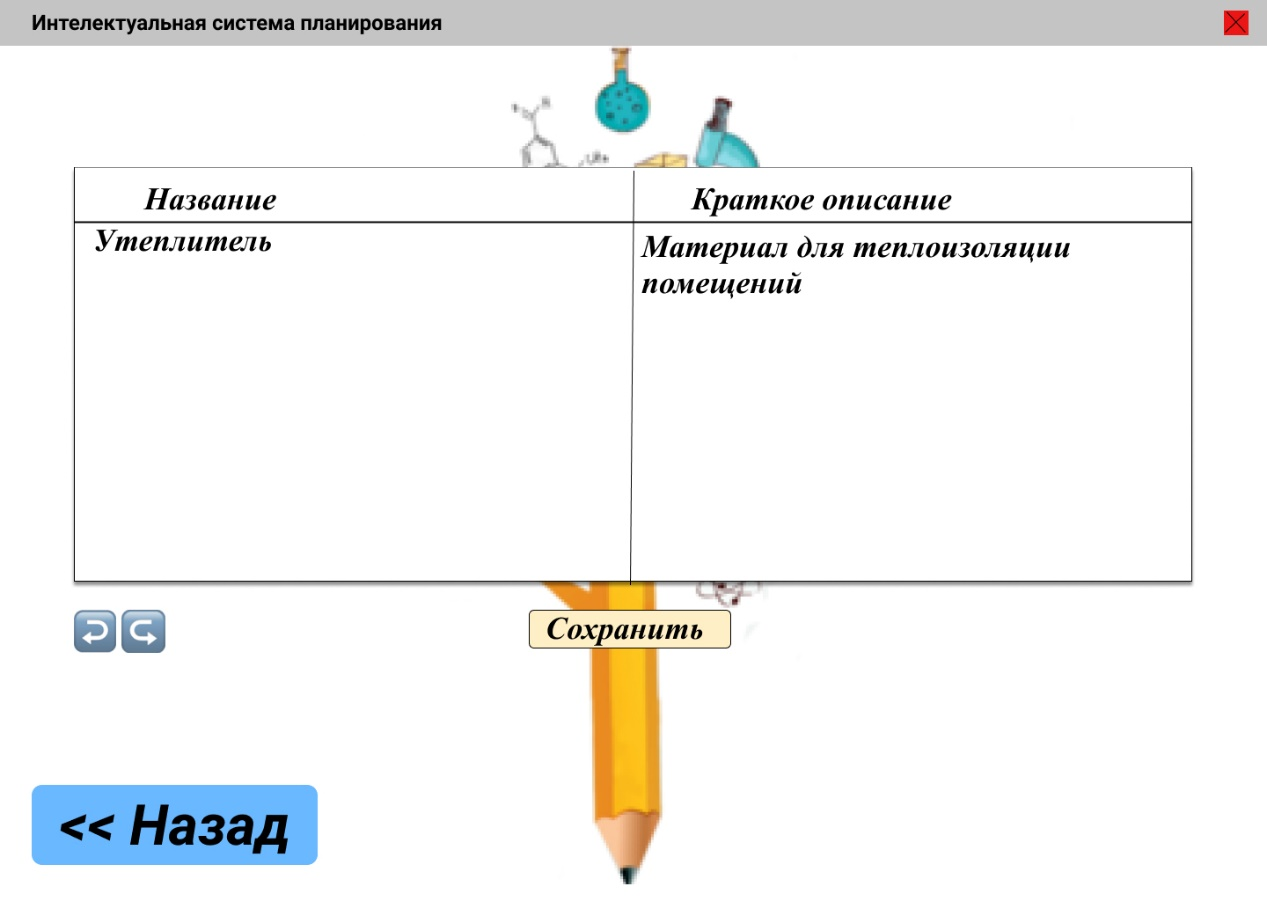 Интелектуальная система планирования
Название
Краткое описание
Утеплитель
Материал для теплоизоляции
помещений
Сохранить
<< Назад